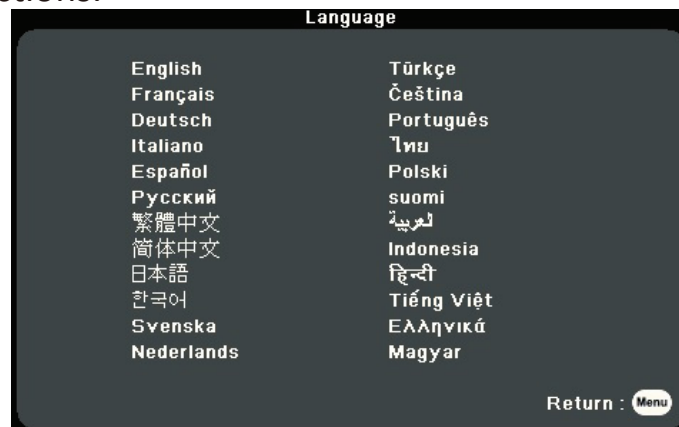 Language
English
Français
Deutsch
Italiano
Español
Русский
繁體中文
简体中文
日本語
한국어
Svenska
Nederlands
Türkçe
Čeština
Português
ไทย
Polski
suomi
العربية
Indonesia
हिन्दी
Tiếng Việt
Ελληνικά
Magyar
Return : Menu